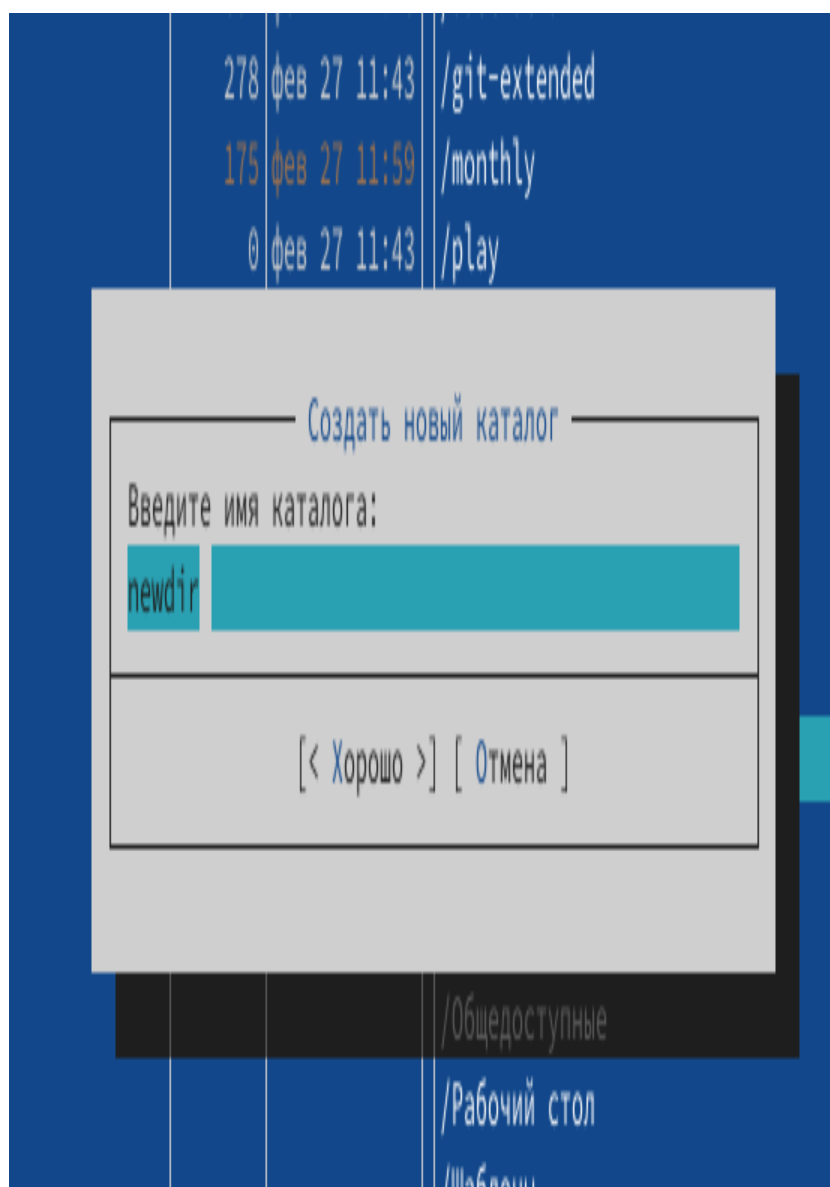 278 фев 27 11:43 /git-extended
175 фев 27 11:59 /monthly
0 фев 27 11:43 /play
Создать новый каталог
Введите имя каталога:
newdir
[< Хорошо >] [ Отмена ]
/Общедоступные
/Рабочий стол
/Шаблоны